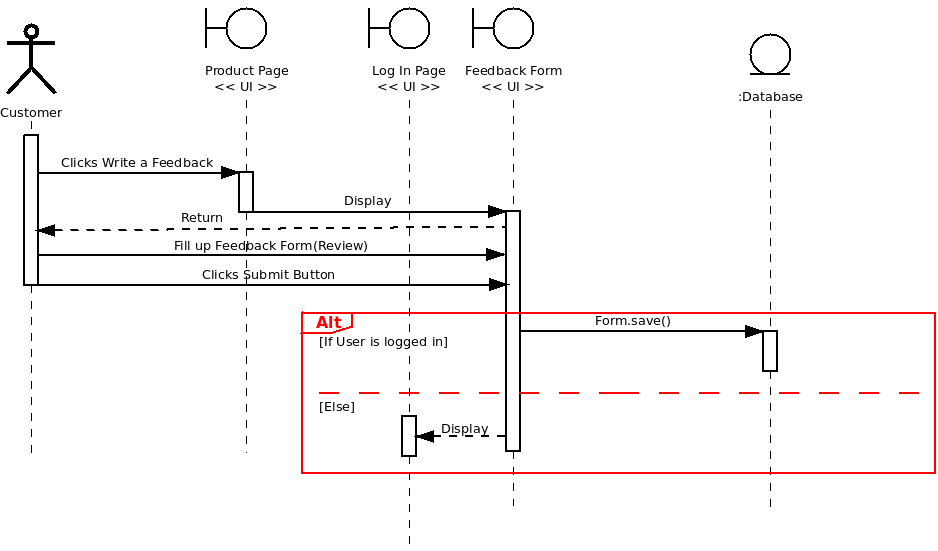 Product Page
<< UI >>
Log In Page
<< UI >>
Feedback Form
<< UI >>
:Database
Customer
Clicks Write a Feedback
Display
Return
Fill up Feedback Form(Review)
Clicks Submit Button
Alt
Form.save()
[If User is logged in]
[Else]
Display